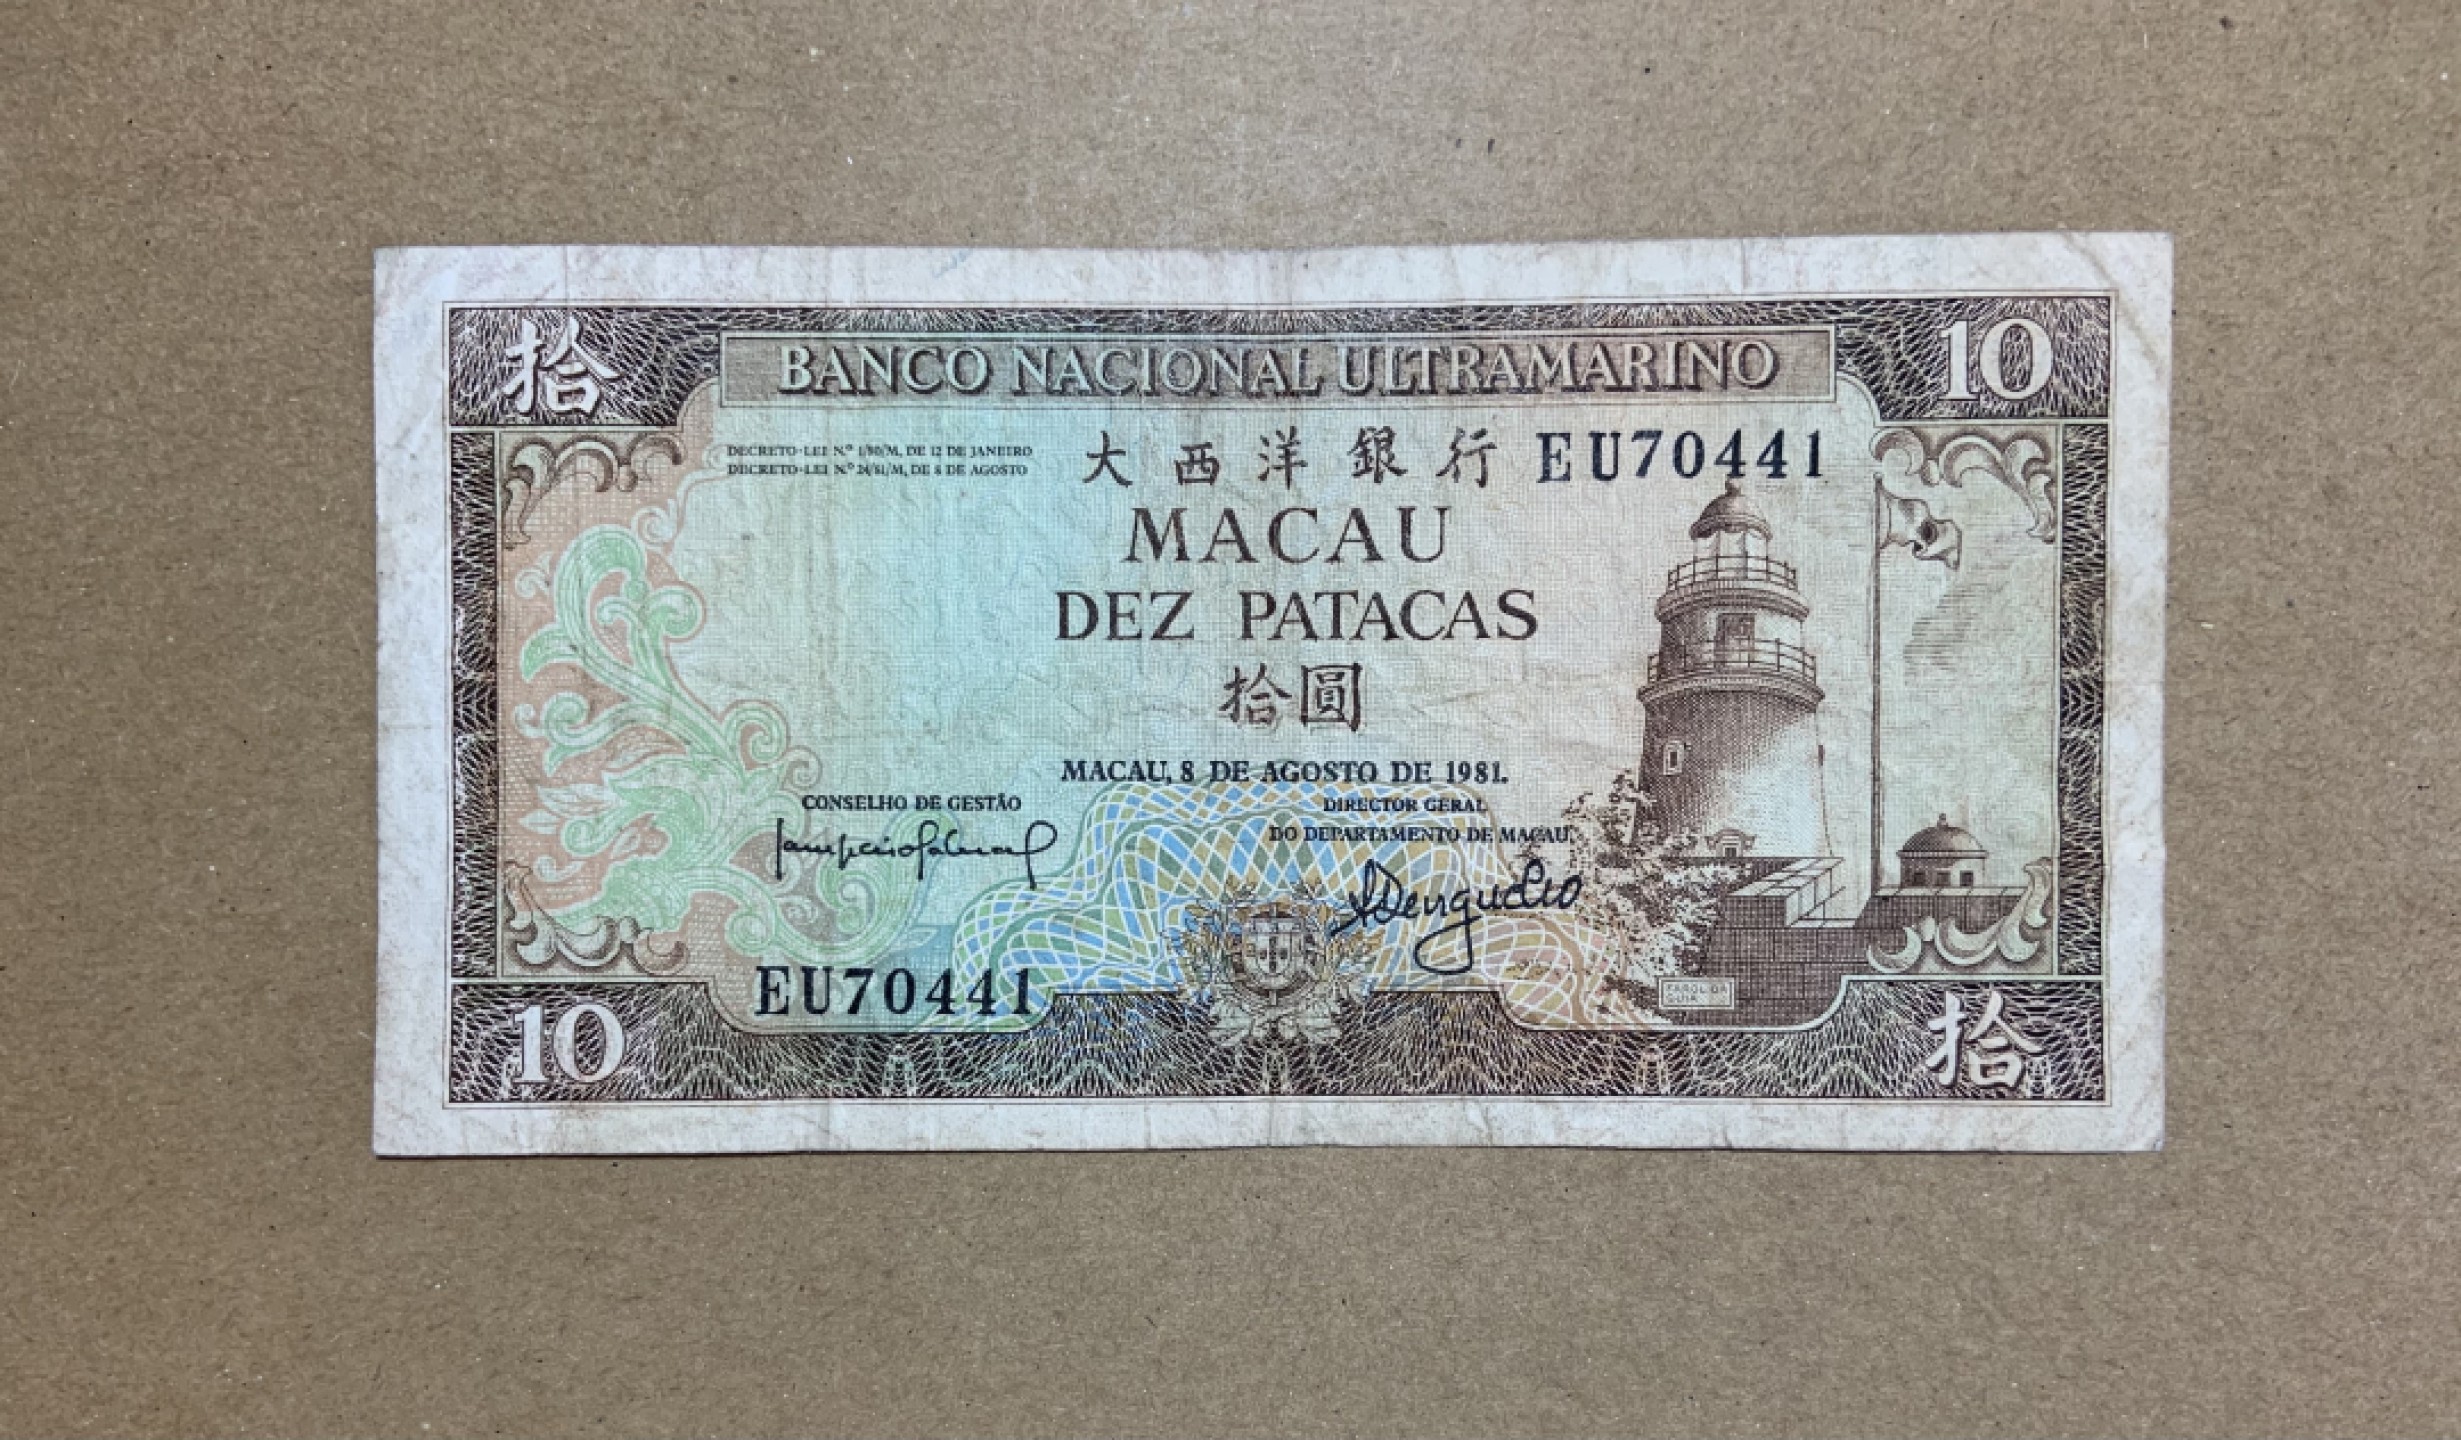 拾
BANCO NACIONAL ULTRAMARINO
10
DECRETO-LEI N.º 1/80/M, DE 12 DE JANEIRO
DECRETO-LEI N.º 24/81/M, DE 8 DE AGOSTO
大西洋銀行
EU70441
MACAU
DEZ PATACAS
拾圓
MACAU, 8 DE AGOSTO DE 1981.
CONSELHO DE GESTÃO
DIRECTOR GERAL
DO DEPARTAMENTO DE MACAU,
EU70441
FAROL DA
GUIA
10
拾